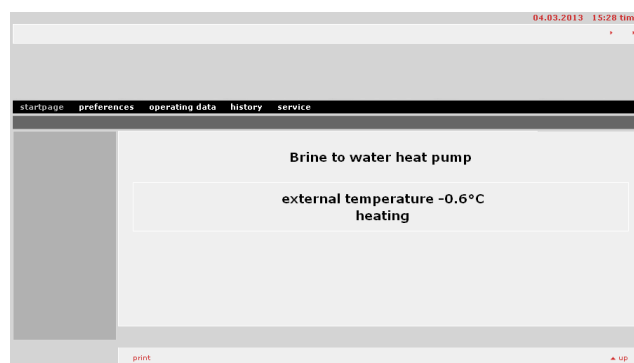 04.03.2013 15:28 tim
startpage preferences operating data history service
Brine to water heat pump
external temperature -0.6°C
heating
print up